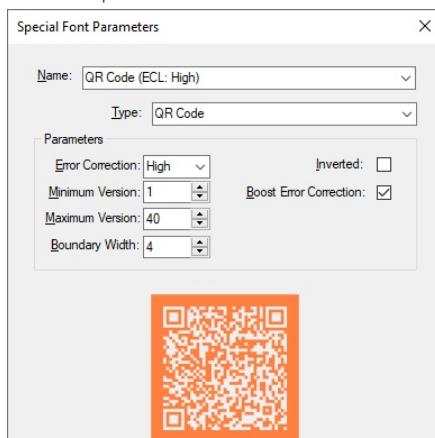 Special Font Parameters
Name: QR Code (ECL: High)
Type: QR Code
Parameters
Error Correction: High Inverted:
Minimum Version: 1 Boost Error Correction:
Maximum Version: 40
Boundary Width: 4